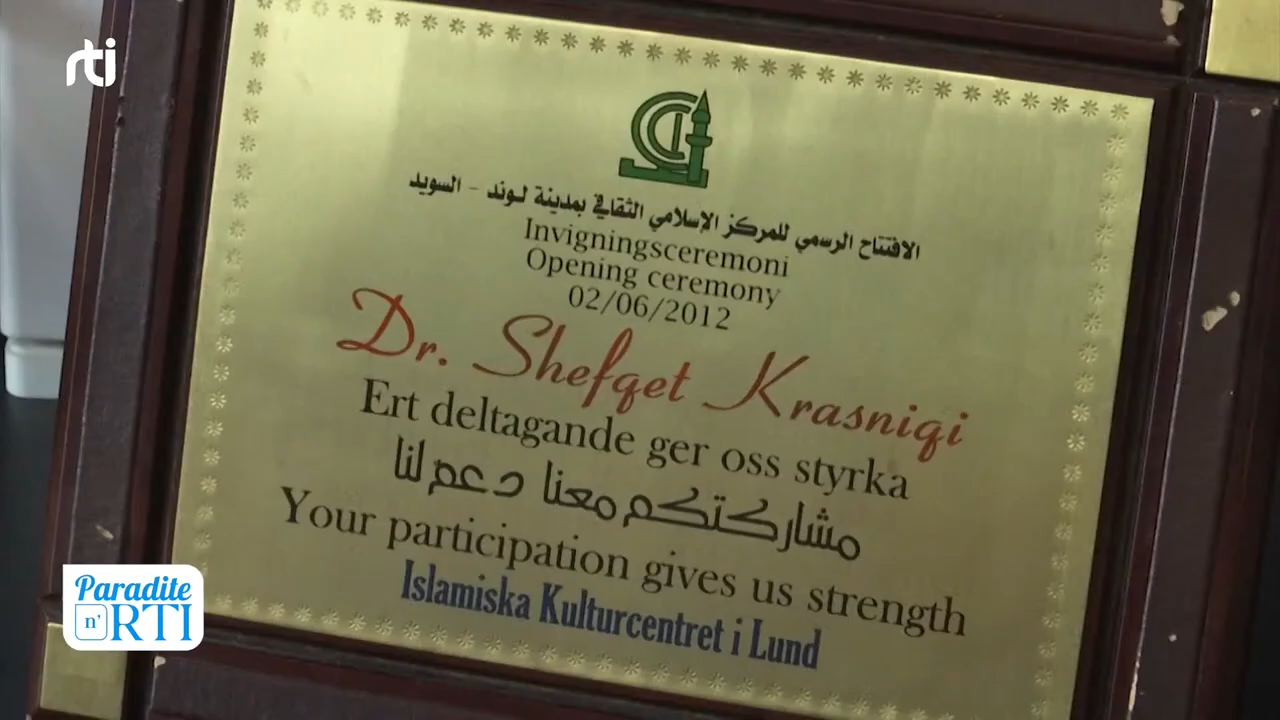 rti
الافتتاح الرسمي للمركز الإسلامي الثقافي بمدينة لوند - السويد
Invigningsceremoni
Opening ceremony
02/06/2012
Dr. Shefqet Krasniqi
Ert deltagande ger oss styrka
مشاركتكم معنا دعم لنا
Your participation gives us strength
Islamiska Kulturcentret i Lund
Paradite
n' RTI